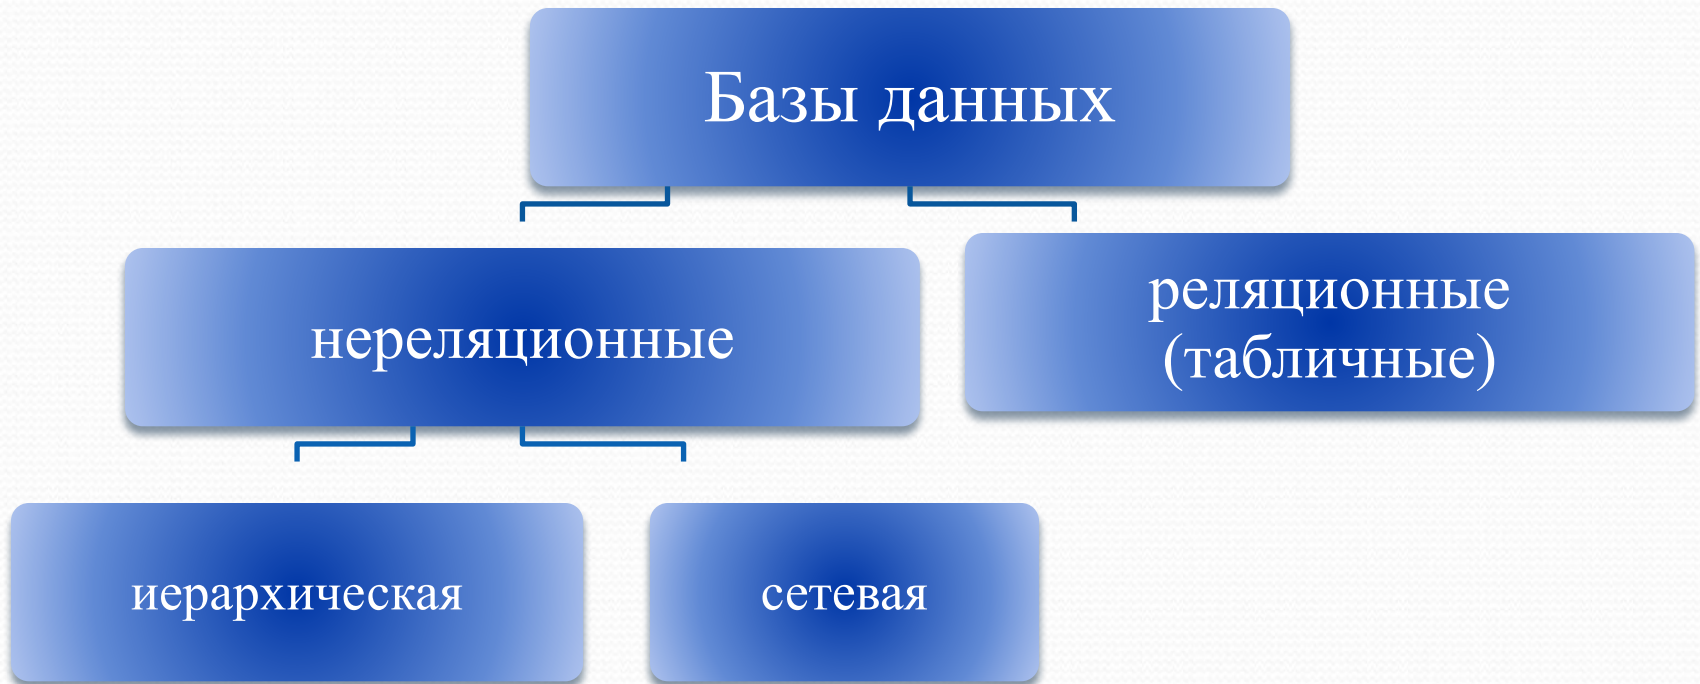 Базы данных
нереляционные
реляционные
(табличные)
иерархическая
сетевая